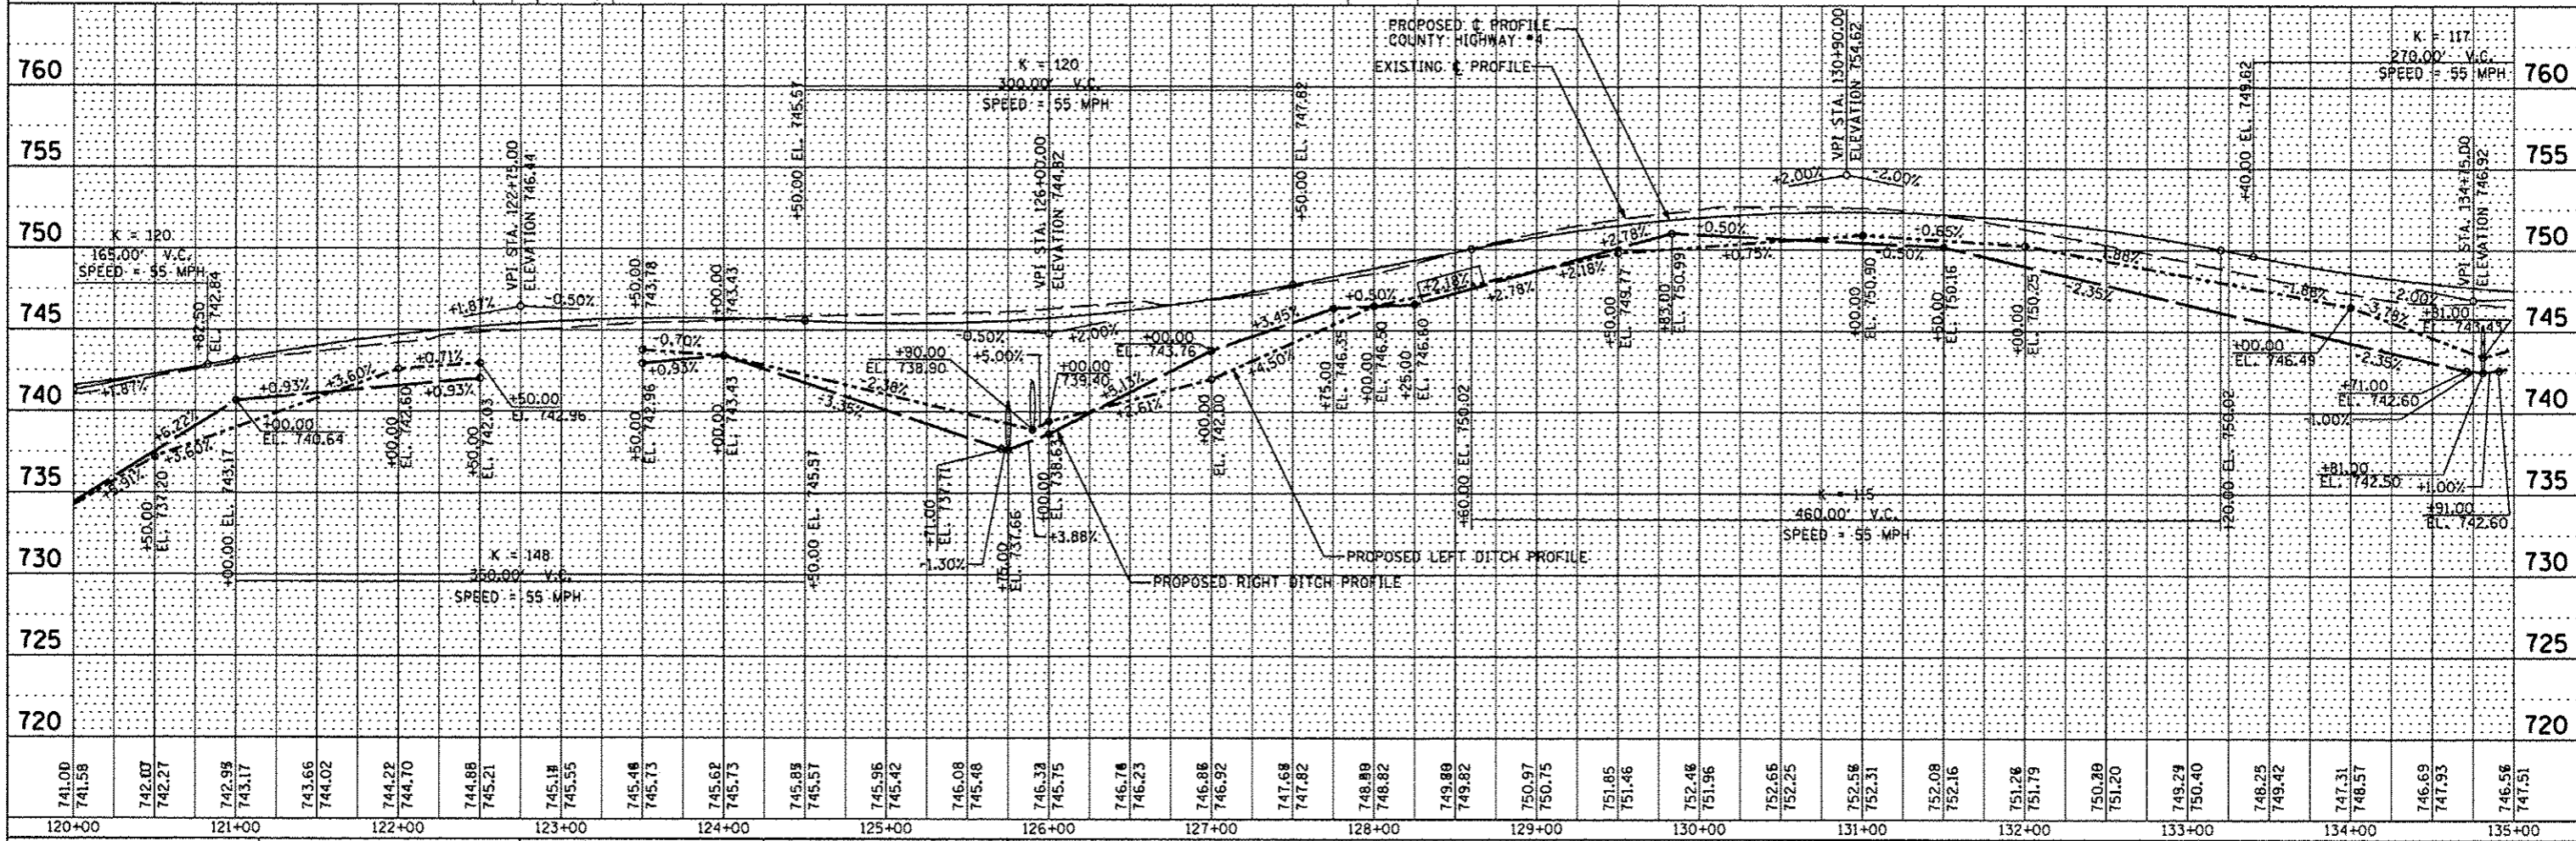 PROPOSED ℄ PROFILE
COUNTY HIGHWAY #4
EXISTING ℄ PROFILE
K = 120
300.00' V.C.
SPEED = 55 MPH
K = 117
270.00' V.C.
SPEED = 55 MPH
K = 120
165.00' V.C.
SPEED = 55 MPH
K = 148
350.00' V.C.
SPEED = 55 MPH
K = 115
460.00' V.C.
SPEED = 55 MPH
760
755
750
745
740
735
730
725
720
760
755
750
745
740
735
730
725
720
+82.50
EL. 742.84
VPI STA. 122+75.00
ELEVATION 746.44
+1.87%
-0.50%
+50.00
743.78
+00.00
743.43
+50.00 EL. 745.57
VPI STA. 126+00.00
ELEVATION 744.82
-0.50%
+2.00%
+50.00 EL. 747.82
VPI STA. 130+90.00
ELEVATION 754.62
+2.00%
-2.00%
+40.00 EL. 749.62
VPI STA. 134+75.00
ELEVATION 746.92
-2.00%
+1.87%
+5.91%
+6.22%
+3.60%
+0.93%
+3.60%
+0.71%
+0.93%
+50.00
EL. 737.20
+00.00 EL. 743.17
+00.00
EL. 740.64
+00.00
EL. 742.60
+50.00
EL. 742.03
+50.00
EL. 742.96
-0.70%
+0.93%
+50.00
EL. 742.96
+00.00
EL. 743.43
+50.00 EL. 745.57
-2.38%
-3.35%
+90.00
EL. 738.90
+5.00%
+00.00
739.40
+71.00
EL. 737.71
-1.30%
+75.00
EL. 737.66
+00.00
EL. 738.63
+3.88%
+00.00
EL. 743.76
+5.13%
+2.61%
+3.45%
+4.50%
+00.00
EL. 742.00
+75.00
EL. 746.35
+0.50%
+00.00
EL. 746.50
+25.00
EL. 746.60
+2.18%
+2.78%
+60.00 EL. 750.02
+2.78%
+2.18%
+50.00
EL. 749.77
+83.00
EL. 750.99
-0.50%
+0.75%
+00.00
EL. 750.90
-0.65%
-0.50%
+50.00
EL. 750.16
+00.00
EL. 750.25
-1.88%
-2.35%
+20.00 EL. 750.02
-1.88%
+00.00
EL. 746.49
-3.78%
-2.35%
+81.00
EL. 743.43
+71.00
EL. 742.60
-1.00%
+81.00
EL. 742.50
+1.00%
+91.00
EL. 742.60
PROPOSED LEFT DITCH PROFILE
PROPOSED RIGHT DITCH PROFILE
741.58
742.27
743.17
743.66
744.02
744.22
744.70
744.88
745.21
745.55
745.73
745.62
745.73
745.57
745.42
746.08
745.48
745.75
746.23
746.92
747.82
748.82
749.82
750.97
750.75
751.85
751.46
751.96
752.25
752.31
752.08
752.16
751.79
751.20
750.40
748.25
749.42
747.31
748.57
746.69
747.93
747.51
120+00
121+00
122+00
123+00
124+00
125+00
126+00
127+00
128+00
129+00
130+00
131+00
132+00
133+00
134+00
135+00